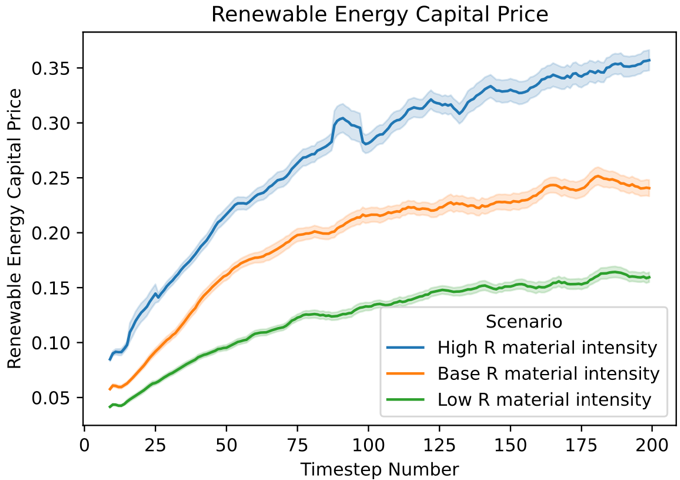 Renewable Energy Capital Price
Renewable Energy Capital Price
0.35
0.30
0.25
0.20
0.15
0.10
0.05
0 25 50 75 100 125 150 175 200
Timestep Number
Scenario
High R material intensity
Base R material intensity
Low R material intensity